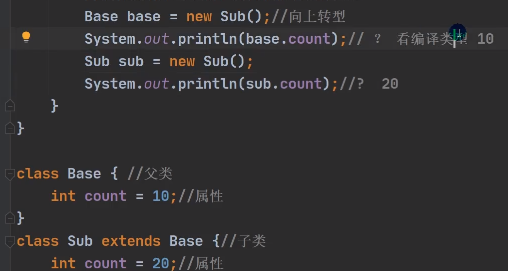 Base base = new Sub();//向上转型
System.out.println(base.count);// ? 看编译类型 10
Sub sub = new Sub();
System.out.println(sub.count);//? 20
}
}
class Base { //父类
int count = 10;//属性
}
class Sub extends Base {//子类
int count = 20;//属性